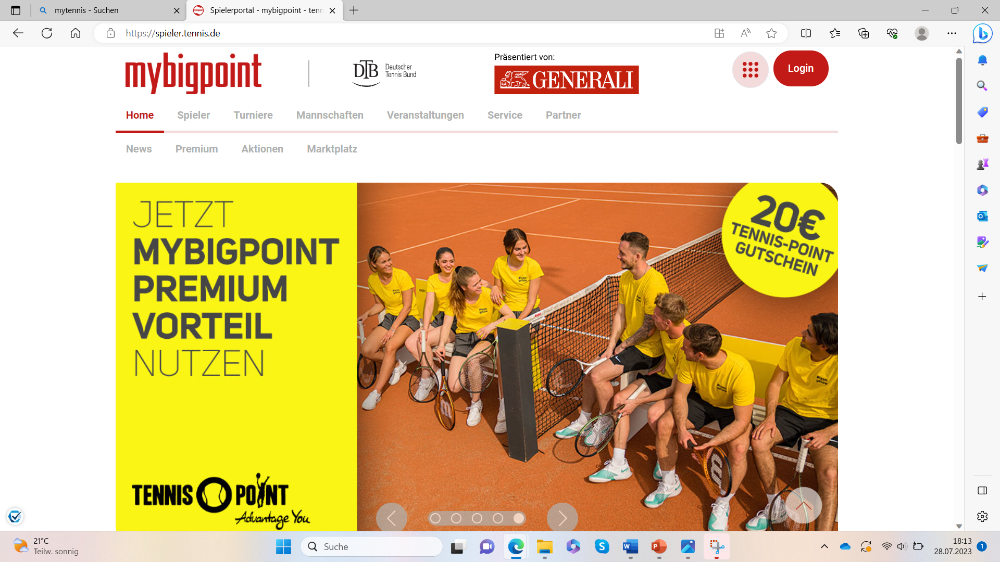 mytennis - Suchen
Spielerportal - mybigpoint - tenn
https://spieler.tennis.de
mybigpoint
DTB
Deutscher
Tennis Bund
Präsentiert von:
GENERALI
Login
Home
Spieler
Turniere
Mannschaften
Veranstaltungen
Service
Partner
News
Premium
Aktionen
Marktplatz
JETZT
MYBIGPOINT
PREMIUM
VORTEIL
NUTZEN
20€
TENNIS-POINT
GUTSCHEIN
TENNIS POINT
Advantage You
21°C
Teilw. sonnig
Suche
18:13
28.07.2023
1